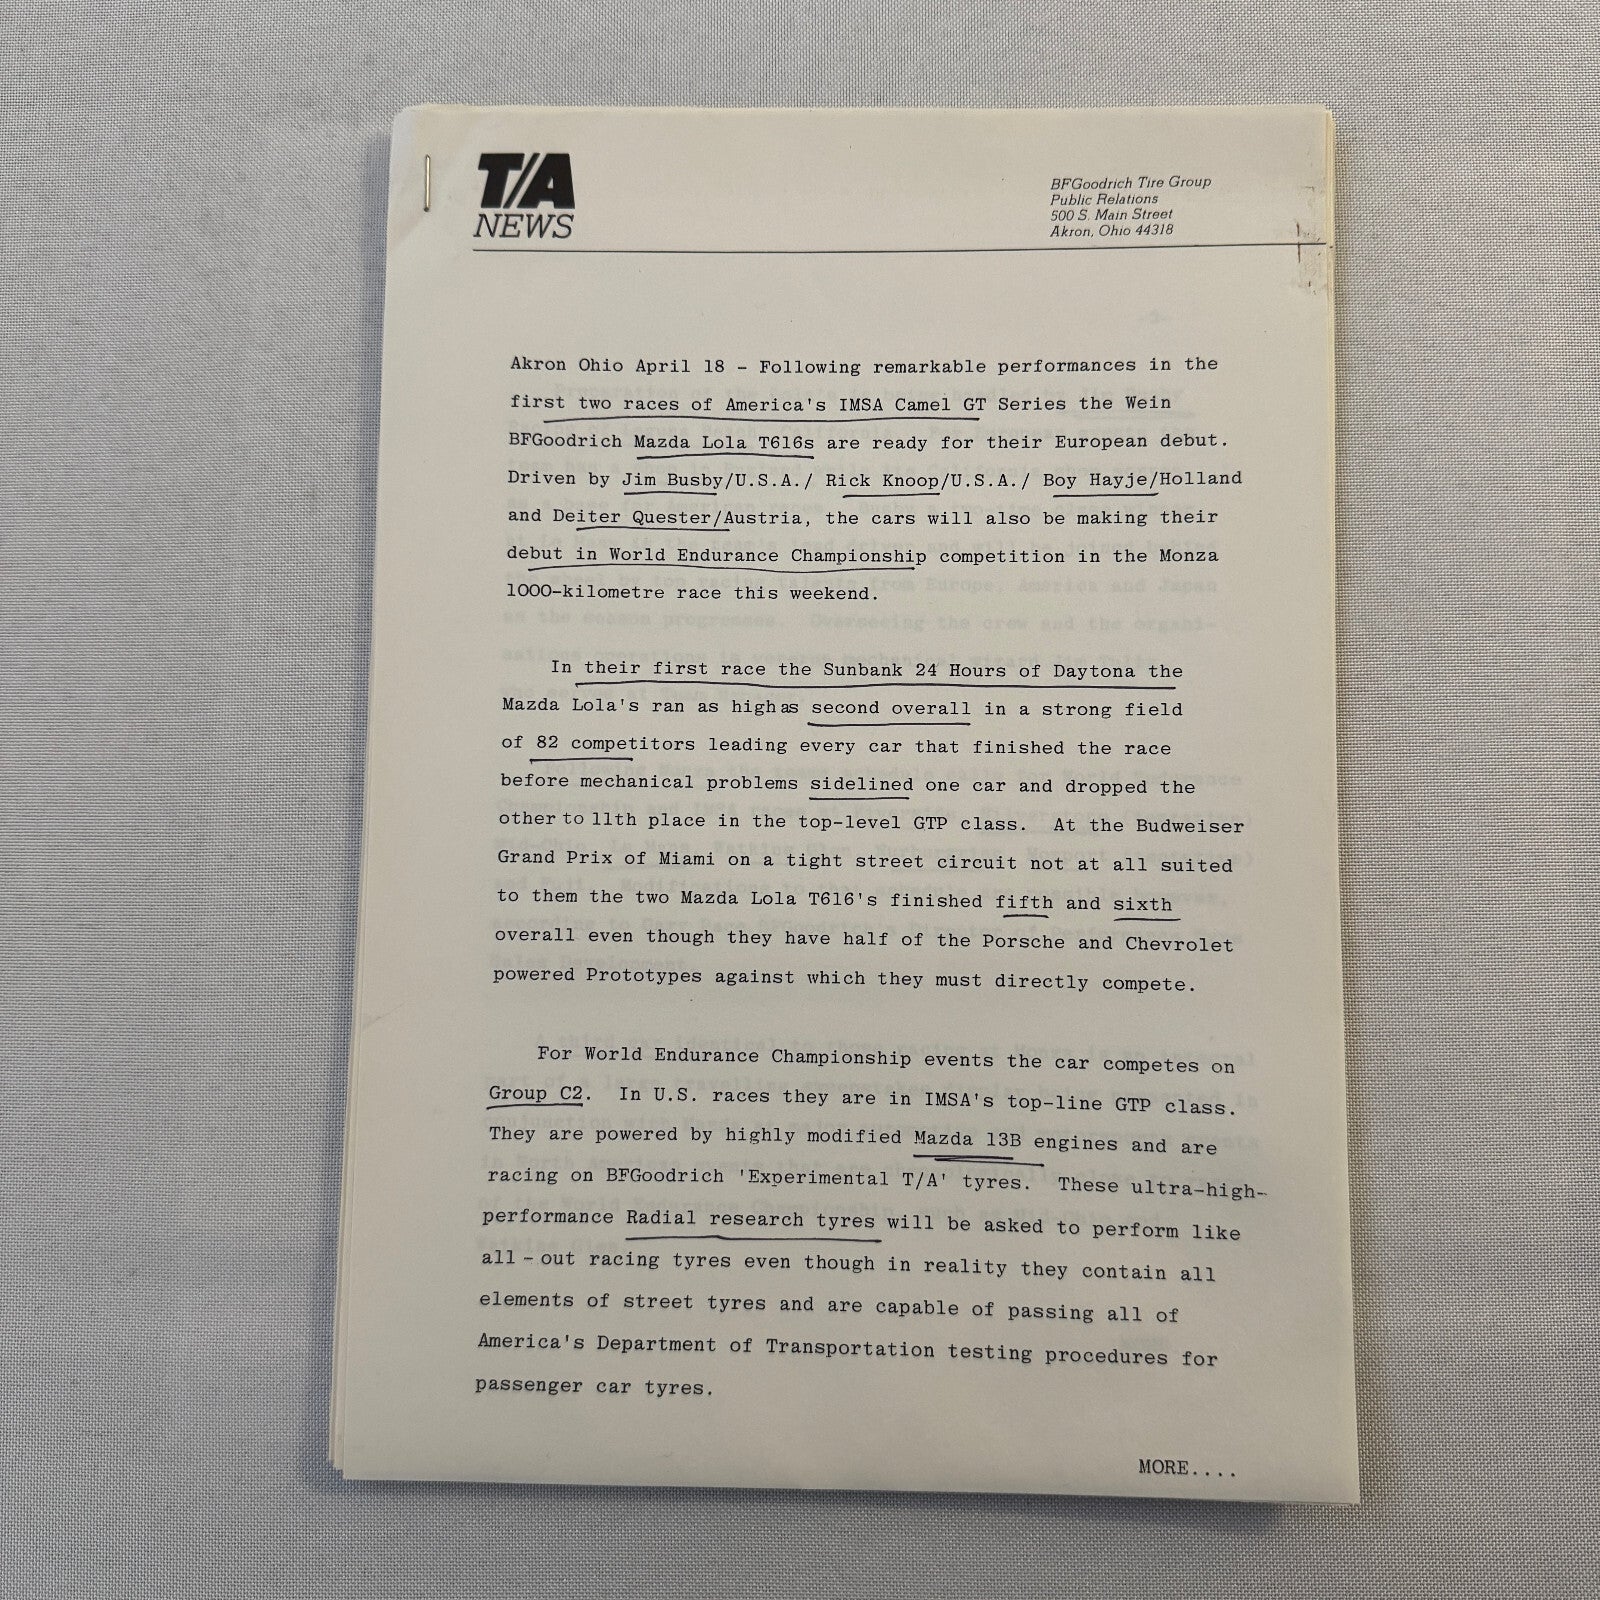 T/A
NEWS
BFGoodrich Tire Group
Public Relations
500 S. Main Street
Akron, Ohio 44318
Akron Ohio April 18 - Following remarkable performances in the
first two races of America's IMSA Camel GT Series the Wein
BFGoodrich Mazda Lola T616s are ready for their European debut.
Driven by Jim Busby/U.S.A./ Rick Knoop/U.S.A./ Boy Hayje/Holland
and Deiter Quester/Austria, the cars will also be making their
debut in World Endurance Championship competition in the Monza
1000-kilometre race this weekend.
In their first race the Sunbank 24 Hours of Daytona the
Mazda Lola's ran as high as second overall in a strong field
of 82 competitors leading every car that finished the race
before mechanical problems sidelined one car and dropped the
other to 11th place in the top-level GTP class. At the Budweiser
Grand Prix of Miami on a tight street circuit not at all suited
to them the two Mazda Lola T616's finished fifth and sixth
overall even though they have half of the Porsche and Chevrolet
powered Prototypes against which they must directly compete.
For World Endurance Championship events the car competes on
Group C2. In U.S. races they are in IMSA's top-line GTP class.
They are powered by highly modified Mazda 13B engines and are
racing on BFGoodrich 'Experimental T/A' tyres. These ultra-high-
performance Radial research tyres will be asked to perform like
all - out racing tyres even though in reality they contain all
elements of street tyres and are capable of passing all of
America's Department of Transportation testing procedures for
passenger car tyres.
MORE....